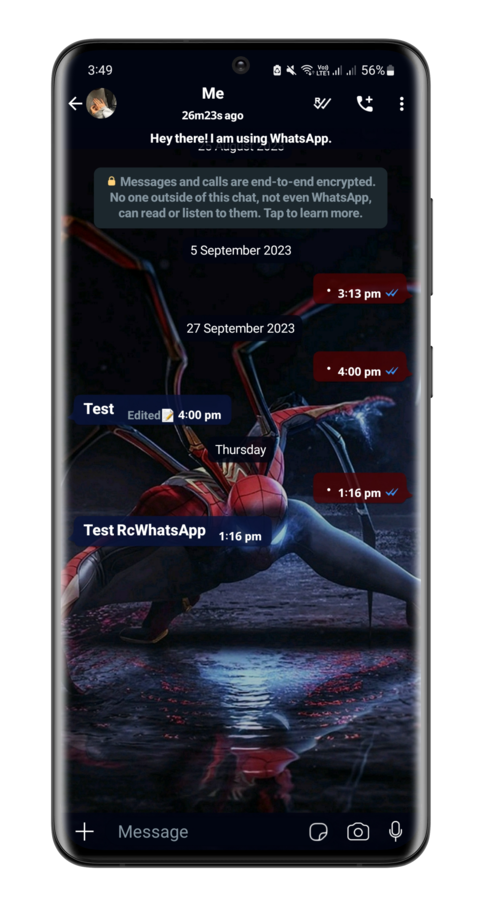 3:49
Vo)) LTE1 56%
Me
26m23s ago
Hey there! I am using WhatsApp.
Messages and calls are end-to-end encrypted.
No one outside of this chat, not even WhatsApp,
can read or listen to them. Tap to learn more.
5 September 2023
3:13 pm
27 September 2023
4:00 pm
Test Edited 4:00 pm
Thursday
1:16 pm
Test RcWhatsApp 1:16 pm
Message